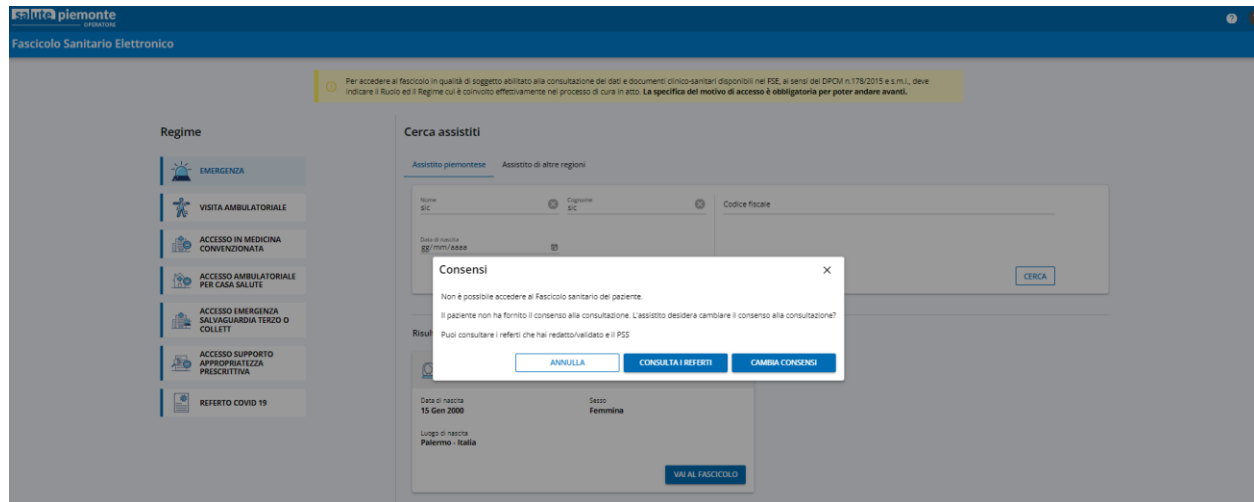 salute piemonte
OPERATORE
Fascicolo Sanitario Elettronico
Per accedere al fascicolo in qualità di soggetto abilitato alla consultazione dei dati e documenti clinico-sanitari disponibili nel FSE, ai sensi del DPCM n.178/2015 e s.m.i., deve
indicare il Ruolo ed il Regime cui è coinvolto effettivamente nel processo di cura in atto. La specifica del motivo di accesso è obbligatoria per poter andare avanti.
Regime
EMERGENZA
VISITA AMBULATORIALE
ACCESSO IN MEDICINA
CONVENZIONATA
ACCESSO AMBULATORIALE
PER CASA SALUTE
ACCESSO EMERGENZA
SALVAGUARDIA TERZO O
COLLETT
ACCESSO SUPPORTO
APPROPRIATEZZA
PRESCRITTIVA
REFERTO COVID 19
Cerca assistiti
Assistito piemontese Assistito di altre regioni
Nome Cognome
sic sic Codice fiscale
Data di nascita
gg/mm/aaaa
CERCA
Consensi
Non è possibile accedere al Fascicolo sanitario del paziente.
Il paziente non ha fornito il consenso alla consultazione. L'assistito desidera cambiare il consenso alla consultazione?
Puoi consultare i referti che hai redatto/validato e il PSS
ANNULLA CONSULTA I REFERTI CAMBIA CONSENSI
Risul
Data di nascita Sesso
15 Gen 2000 Femmina
Luogo di nascita
Palermo - Italia
VAI AL FASCICOLO